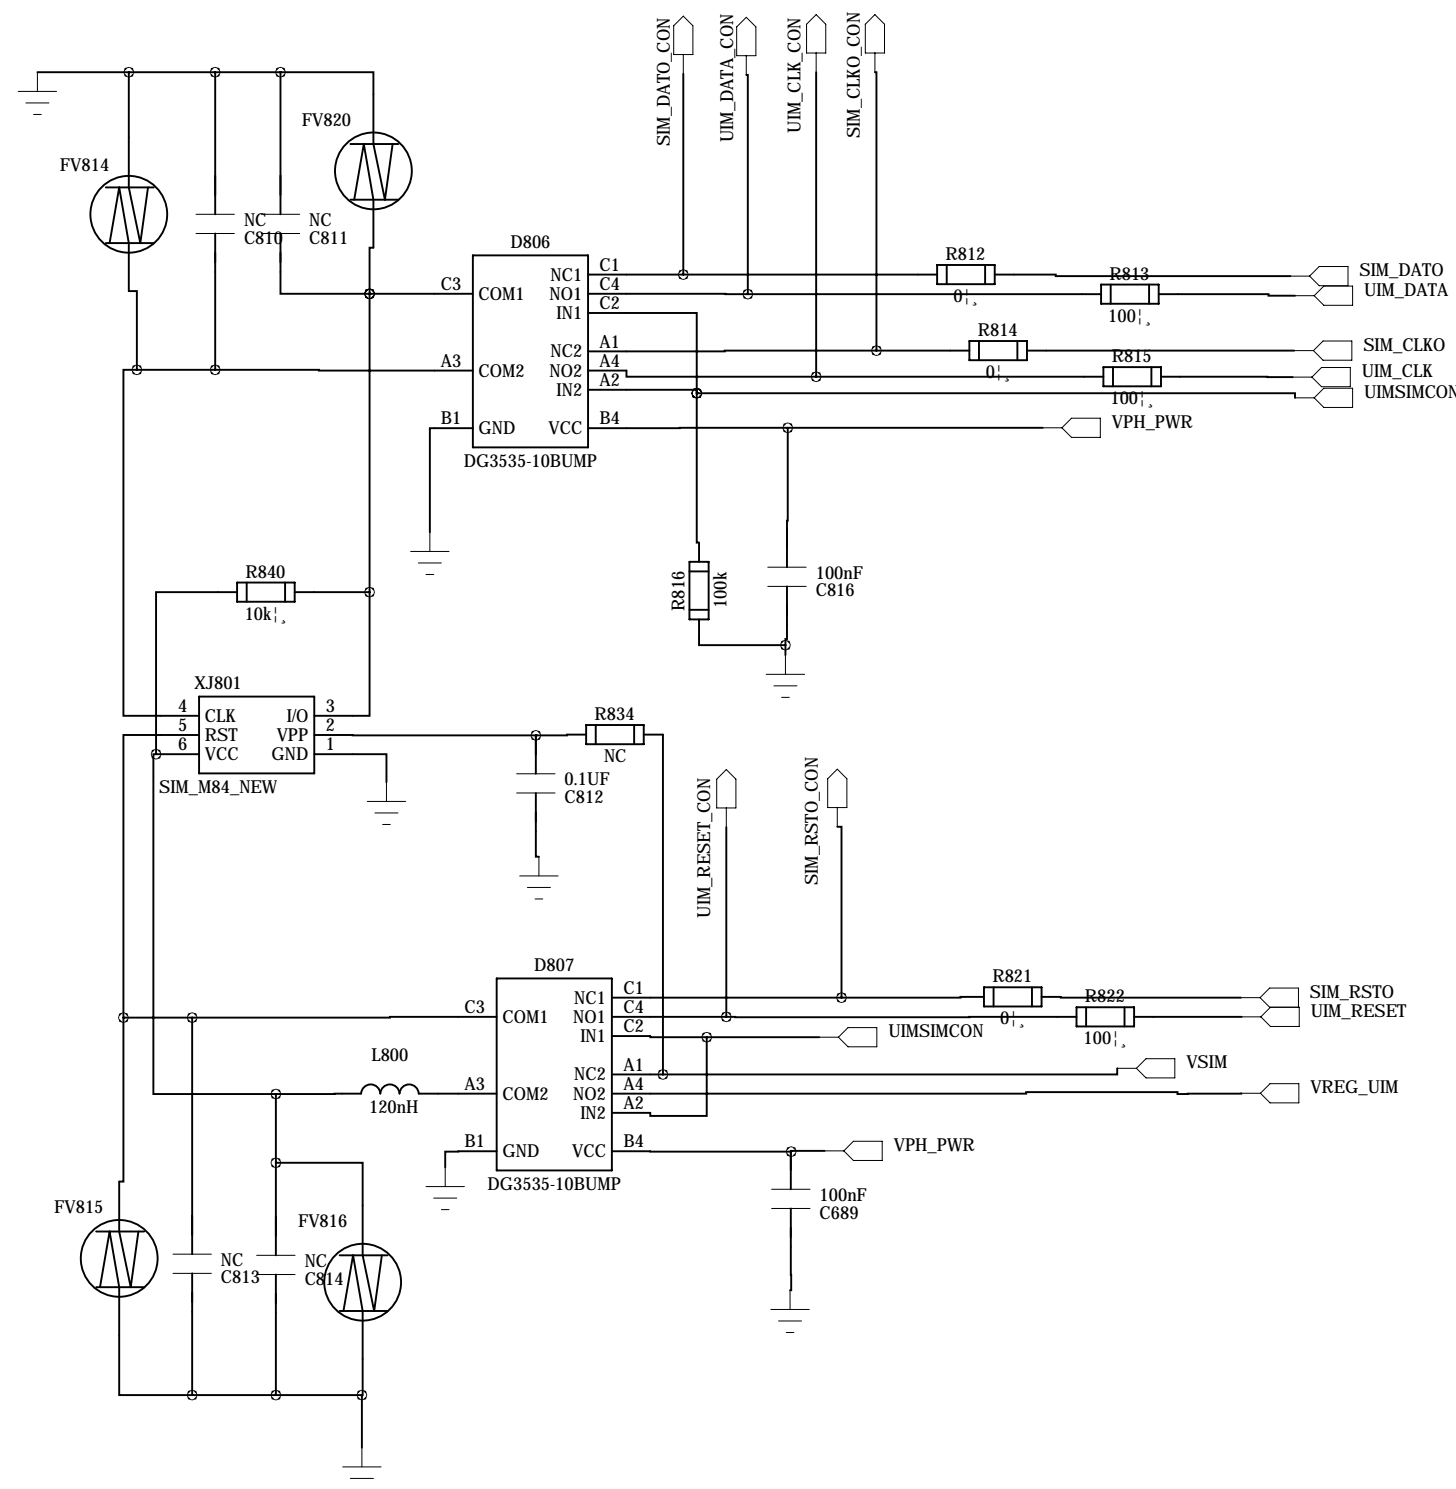 SIM_DATO_CON
UIM_DATA_CON
UIM_CLK_CON
SIM_CLKO_CON
FV820
FV814
NC
C810
NC
C811
D806
C3
COM1
A3
COM2
B1
GND
NC1
C1
NO1
C4
IN1
C2
NC2
A1
NO2
A4
IN2
A2
VCC
B4
DG3535-10BUMP
R812
0¦¸
R813
100¦¸
R814
0¦¸
R815
100¦¸
SIM_DATO
UIM_DATA
SIM_CLKO
UIM_CLK
UIMSIMCON
VPH_PWR
R840
10k¦¸
R816
100k
100nF
C816
XJ801
4
CLK
I/O
3
5
RST
VPP
2
6
VCC
GND
1
SIM_M84_NEW
R834
NC
0.1UF
C812
UIM_RESET_CON
SIM_RSTO_CON
D807
C3
COM1
A3
COM2
B1
GND
NC1
C1
NO1
C4
IN1
C2
NC2
A1
NO2
A4
IN2
A2
VCC
B4
DG3535-10BUMP
L800
120nH
R821
0¦¸
R822
100¦¸
SIM_RSTO
UIM_RESET
UIMSIMCON
VSIM
VREG_UIM
VPH_PWR
100nF
C689
FV815
FV816
NC
C813
NC
C814